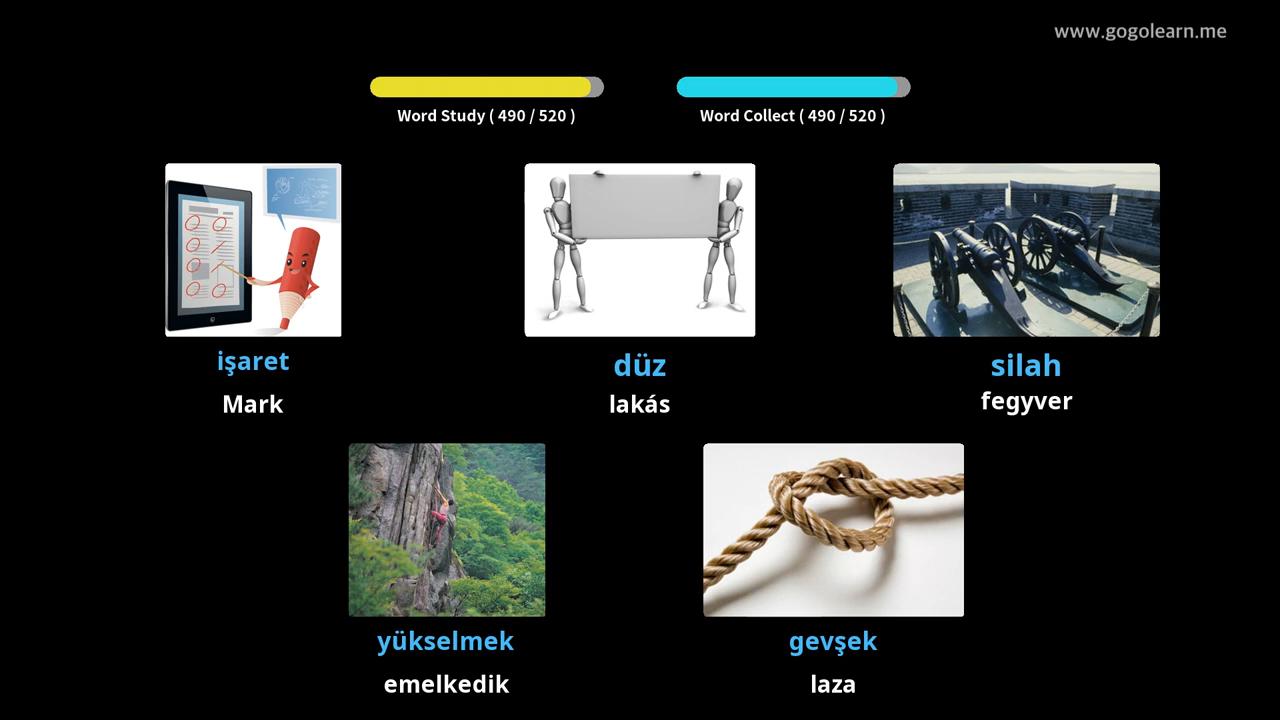 www.gogolearn.me
Word Study ( 490 / 520 )
Word Collect ( 490 / 520 )
işaret
Mark
düz
lakás
silah
fegyver
yükselmek
emelkedik
gevşek
laza